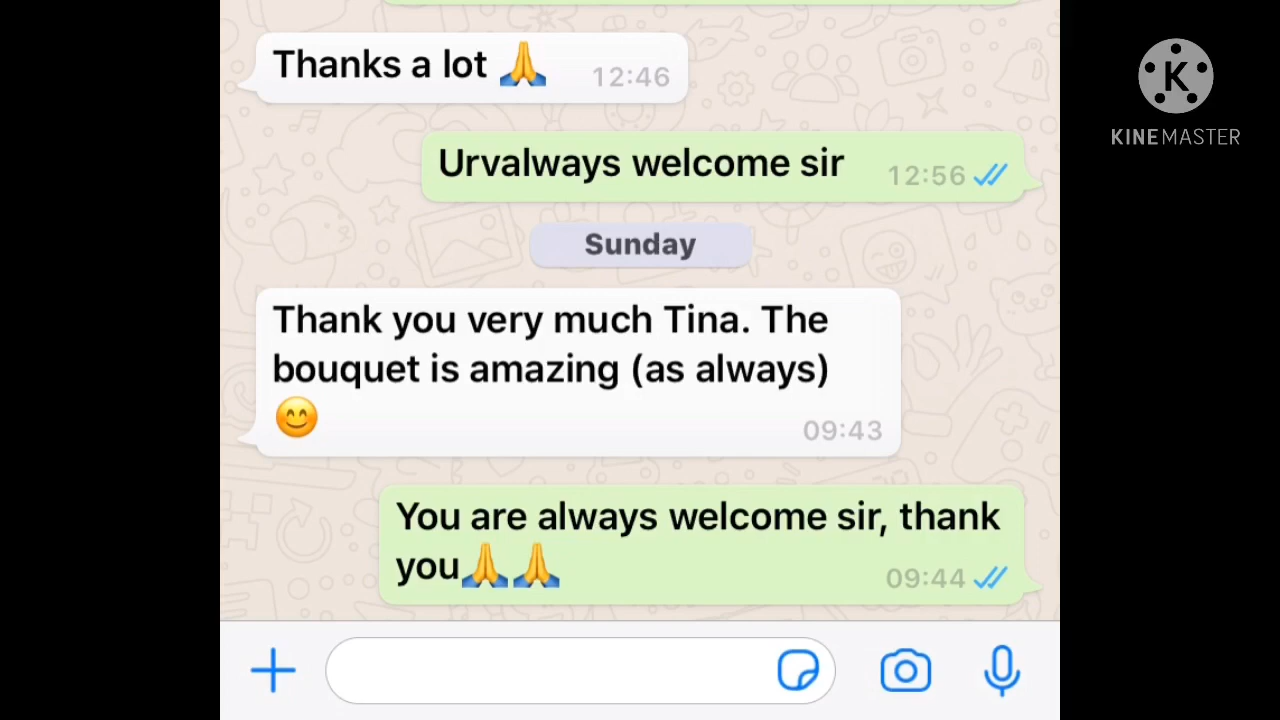 Thanks a lot 🙏 12:46
KINEMASTER
Urvalways welcome sir 12:56
Sunday
Thank you very much Tina. The
bouquet is amazing (as always)
😊 09:43
You are always welcome sir, thank
you🙏🙏 09:44